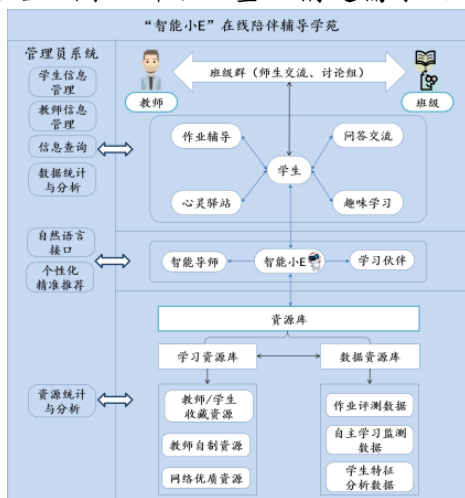 “智能小E”在线陪伴辅导学苑
管理员系统
学生信息
管理
教师信息
管理
信息查询
数据统计
与分析
自然语言
接口
个性化
精准推荐
资源统计
与分析
班级群（师生交流、讨论组）
教师
班级
作业辅导
问答交流
学生
心灵驿站
趣味学习
智能导师
智能小E
学习伙伴
资源库
学习资源库
数据资源库
教师/学生
收藏资源
教师自制资源
网络优质资源
作业评测数据
自主学习监测
数据
学生特征
分析数据